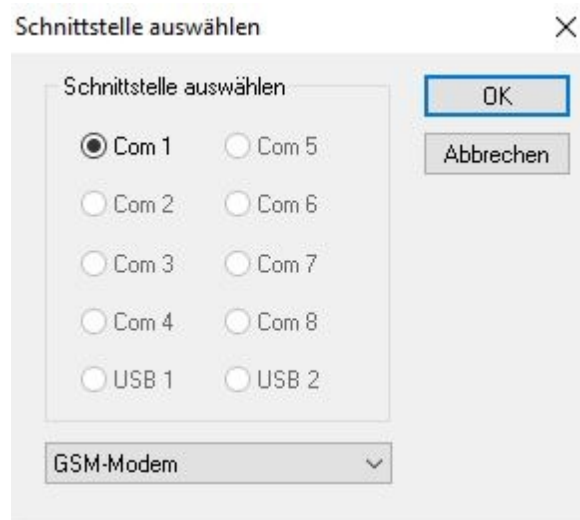 Schnittstelle auswählen
Schnittstelle auswählen
OK
Abbrechen
Com 1 Com 5
Com 2 Com 6
Com 3 Com 7
Com 4 Com 8
USB 1 USB 2
GSM-Modem